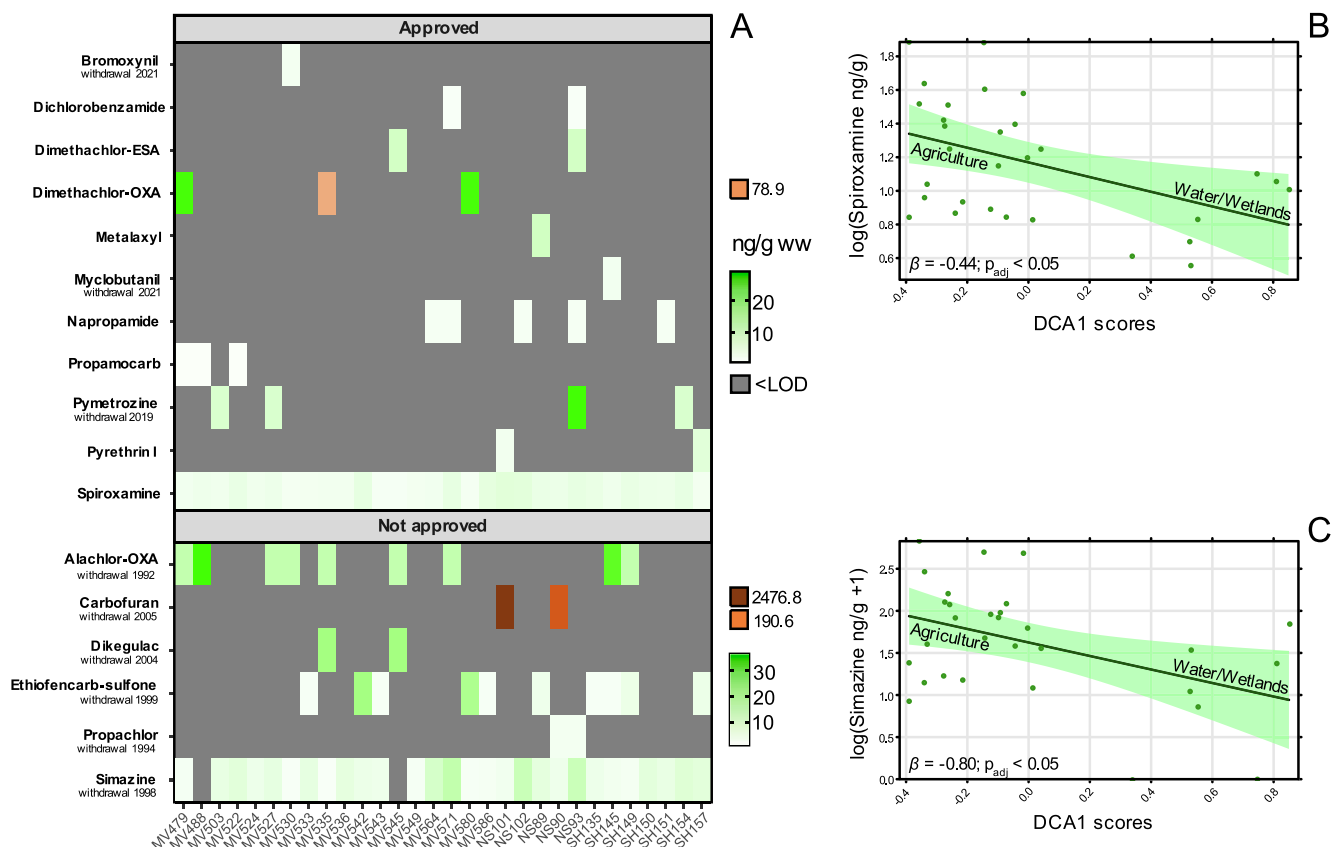 A
Approved
Bromoxynil
withdrawal 2021
Dichlorobenzamide
Dimethachlor-ESA
Dimethachlor-OXA
Metalaxyl
Myclobutanil
withdrawal 2021
Napropamide
Propamocarb
Pymetrozine
withdrawal 2019
Pyrethrin I
Spiroxamine
Not approved
Alachlor-OXA
withdrawal 1992
Carbofuran
withdrawal 2005
Dikegulac
withdrawal 2004
Ethiofencarb-sulfone
withdrawal 1999
Propachlor
withdrawal 1994
Simazine
withdrawal 1998
MV479
MV488
MV503
MV522
MV524
MV527
MV530
MV533
MV535
MV536
MV542
MV543
MV545
MV549
MV564
MV571
MV580
MV586
NS101
NS102
NS89
NS90
NS93
SH135
SH145
SH149
SH150
SH151
SH154
SH157
78.9
ng/g ww
20
10
<LOD
2476.8
190.6
30
20
10
B
log(Spiroxamine ng/g)
1.8
1.6
1.4
1.2
1.0
0.8
0.6
Agriculture
Water/Wetlands
β = -0.44; padj < 0.05
-0.4
-0.2
0.0
0.2
0.4
0.6
0.8
DCA1 scores
C
log(Simazine ng/g +1)
2.5
2.0
1.5
1.0
0.5
0.0
Agriculture
Water/Wetlands
β = -0.80; padj < 0.05
-0.4
-0.2
0.0
0.2
0.4
0.6
0.8
DCA1 scores